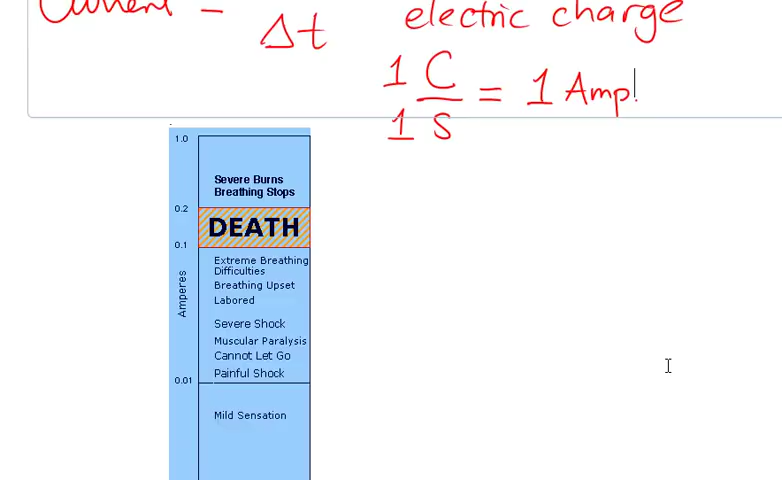 Current =
Δt
electric charge
1 C
1 S
= 1 Amp.
1.0
Severe Burns
Breathing Stops
0.2
DEATH
0.1
Extreme Breathing
Difficulties
Breathing Upset
Labored
Amperes
Severe Shock
Muscular Paralysis
Cannot Let Go
Painful Shock
0.01
Mild Sensation